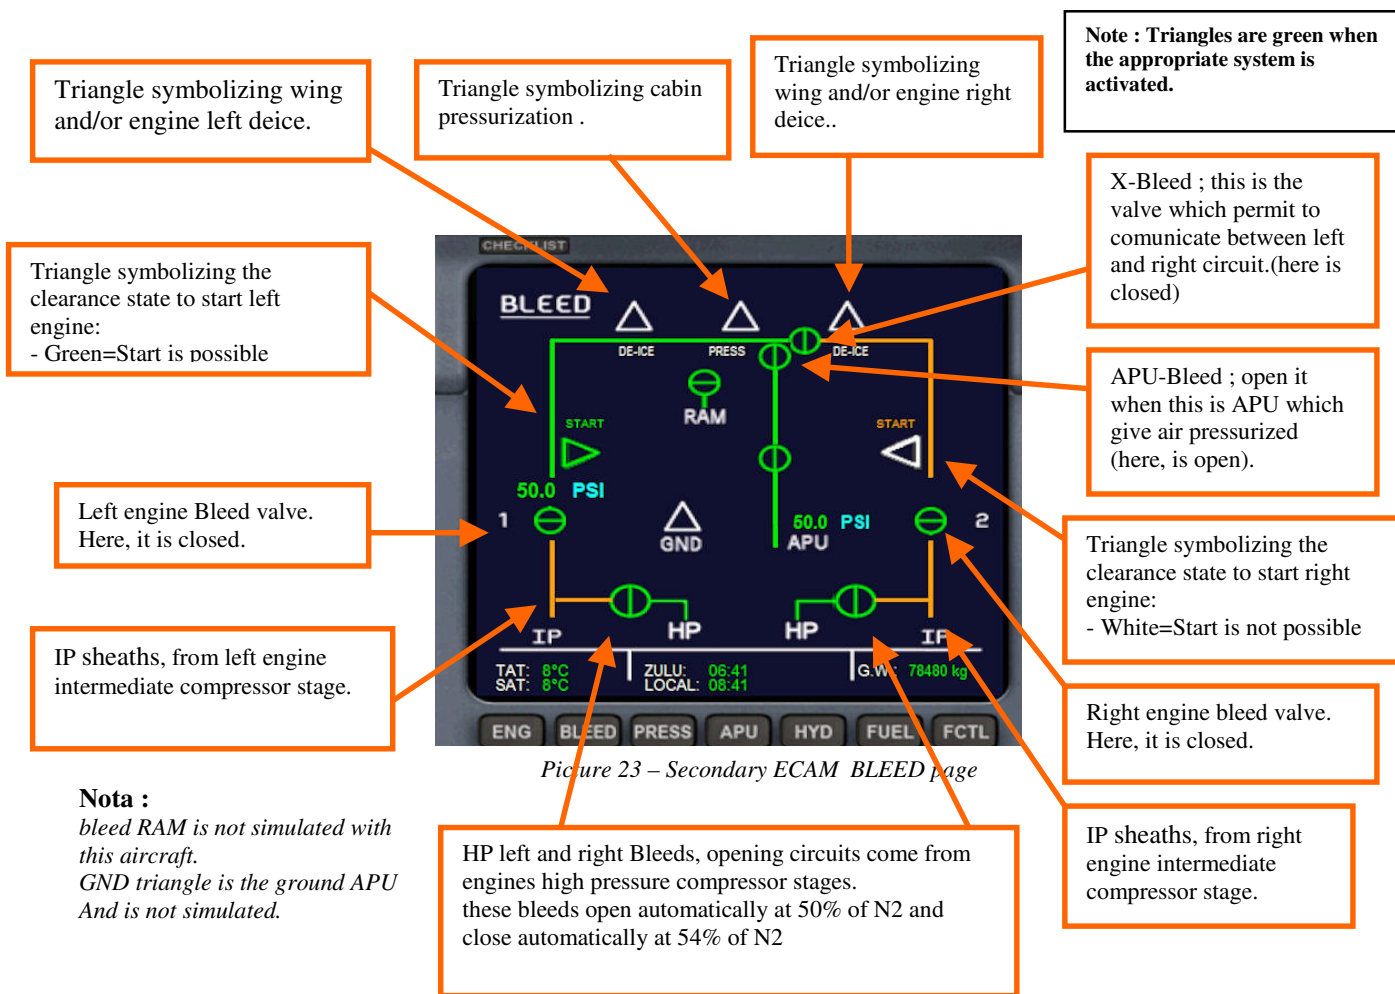 Note : Triangles are green when
the appropriate system is
activated.
Triangle symbolizing wing
and/or engine left deice.
Triangle symbolizing cabin
pressurization .
Triangle symbolizing
wing and/or engine right
deice..
X-Bleed ; this is the
valve which permit to
comunicate between left
and right circuit.(here is
closed)
Triangle symbolizing the
clearance state to start left
engine:
- Green=Start is possible
APU-Bleed ; open it
when this is APU which
give air pressurized
(here, is open).
Left engine Bleed valve.
Here, it is closed.
Triangle symbolizing the
clearance state to start right
engine:
- White=Start is not possible
IP sheaths, from left engine
intermediate compressor stage.
Right engine bleed valve.
Here, it is closed.
IP sheaths, from right
engine intermediate
compressor stage.
CHECKLIST
BLEED
DE-ICE PRESS DE-ICE
RAM
START START
50.0 PSI
1 GND 50.0 PSI 2
APU
IP HP HP IP
TAT: 8°C ZULU: 06:41 G.W.: 78480 kg
SAT: 8°C LOCAL: 08:41
ENG BLEED PRESS APU HYD FUEL FCTL
Picture 23 – Secondary ECAM BLEED page
Nota :
bleed RAM is not simulated with
this aircraft.
GND triangle is the ground APU
And is not simulated.
HP left and right Bleeds, opening circuits come from
engines high pressure compressor stages.
these bleeds open automatically at 50% of N2 and
close automatically at 54% of N2